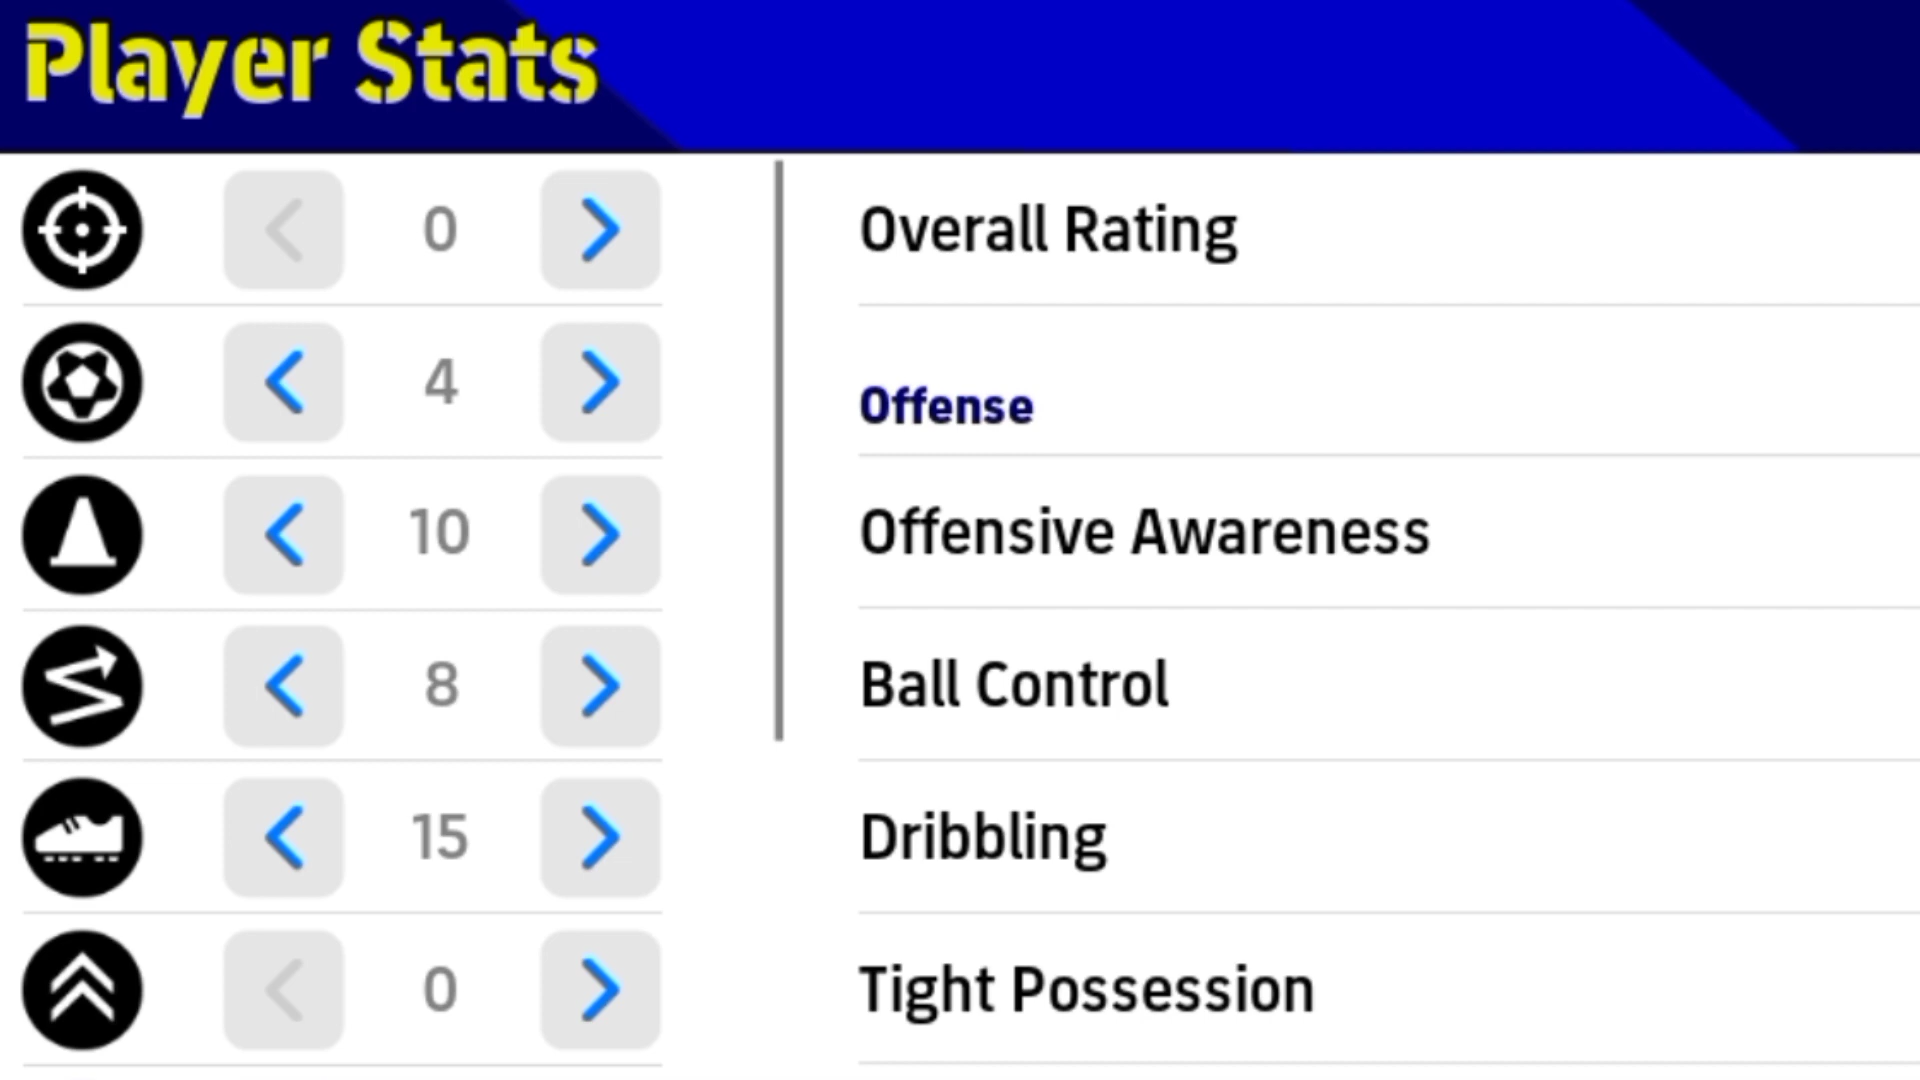 Player Stats
0
Overall Rating
4
Offense
10
Offensive Awareness
8
Ball Control
15
Dribbling
0
Tight Possession